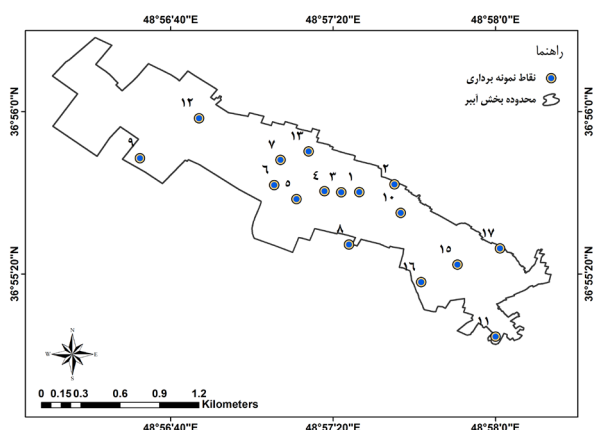 48°56'40"E 48°57'20"E 48°58'0"E
راهنما
نقاط نمونه برداری
محدوده بخش آببر
36°56'0"N 36°56'0"N
36°55'20"N 36°55'20"N
۱۲
۱۳
۹
۷
۶
۵
۴
۳
۱
۲
۱۰
۸
۱۷
۱۵
۱۶
۱۱
N
W E
S
0 0.15 0.3 0.6 0.9 1.2
Kilometers
48°56'40"E 48°57'20"E 48°58'0"E